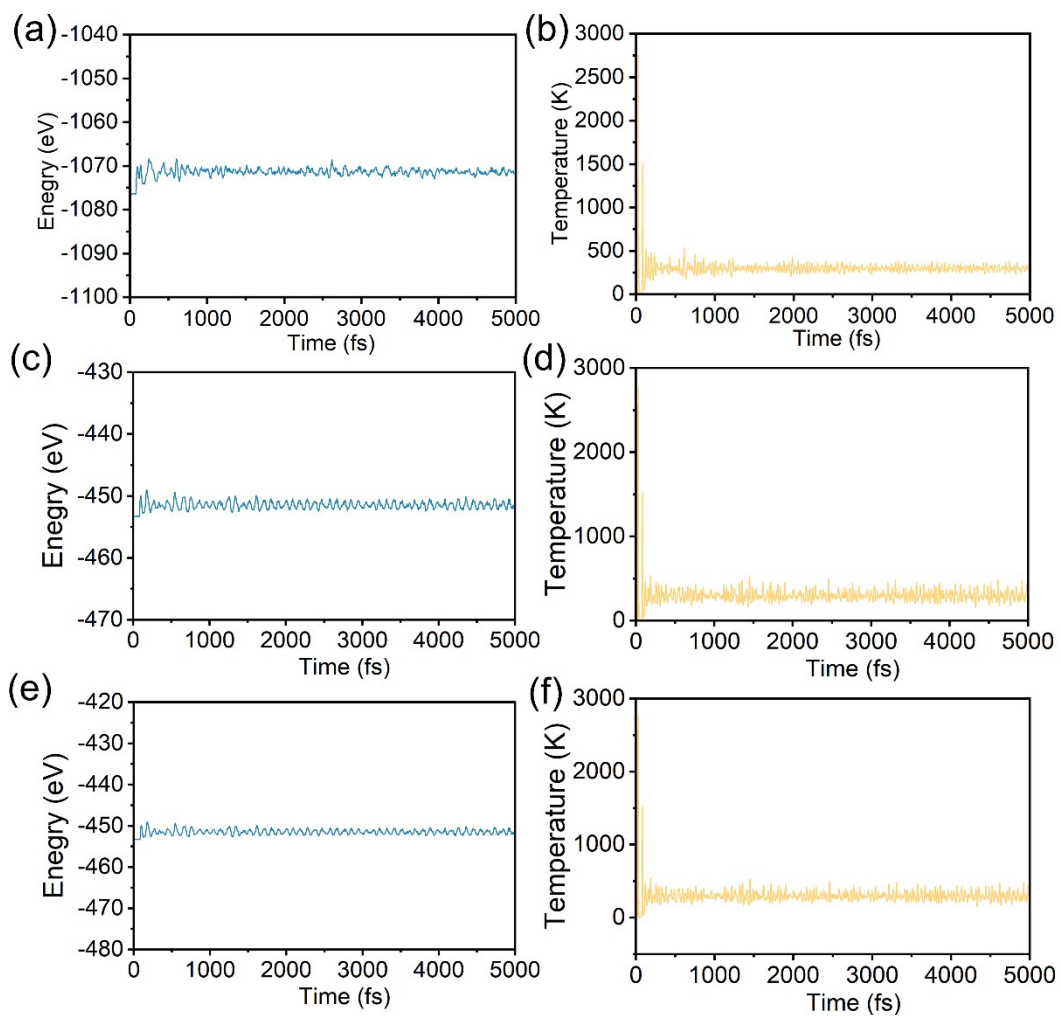 (a)
-1040
-1050
-1060
-1070
-1080
-1090
-1100
Enegry (eV)
0 1000 2000 3000 4000 5000
Time (fs)
(b)
3000
2500
2000
1500
1000
500
0
Temperature (K)
0 1000 2000 3000 4000 5000
Time (fs)
(c)
-430
-440
-450
-460
-470
Enegry (eV)
0 1000 2000 3000 4000 5000
Time (fs)
(d)
3000
2000
1000
0
Temperature (K)
0 1000 2000 3000 4000 5000
Time (fs)
(e)
-420
-430
-440
-450
-460
-470
-480
Enegry (eV)
0 1000 2000 3000 4000 5000
Time (fs)
(f)
3000
2000
1000
0
Temperature (K)
0 1000 2000 3000 4000 5000
Time (fs)